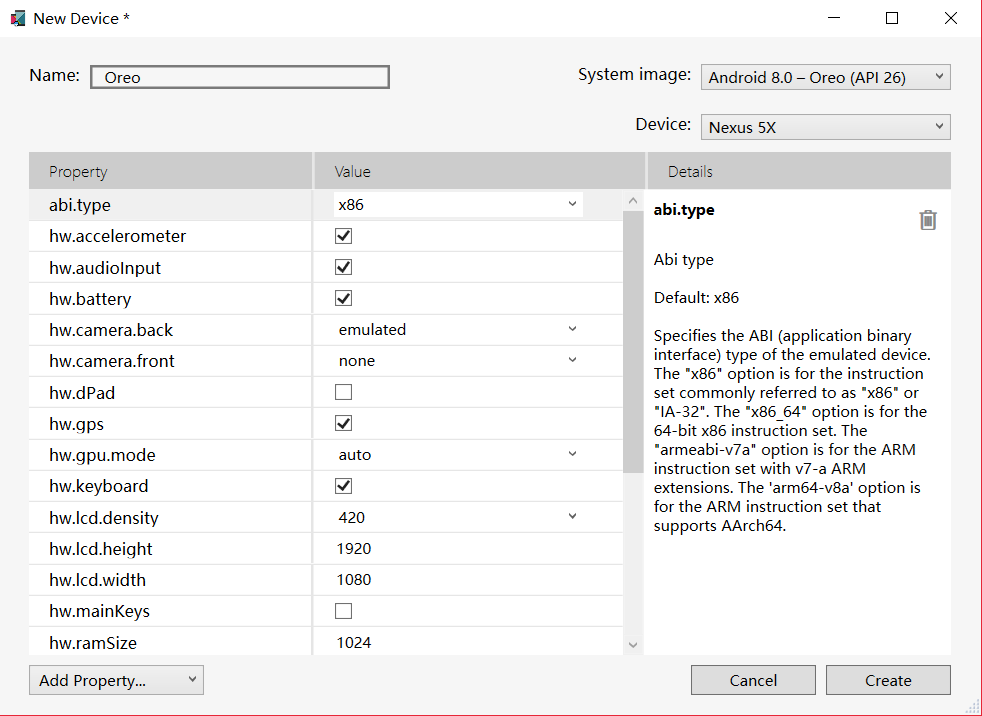 New Device *
Name: Oreo
System image: Android 8.0 – Oreo (API 26)
Device: Nexus 5X
Property Value Details
abi.type x86
hw.accelerometer
hw.audioInput
hw.battery
hw.camera.back emulated
hw.camera.front none
hw.dPad
hw.gps
hw.gpu.mode auto
hw.keyboard
hw.lcd.density 420
hw.lcd.height 1920
hw.lcd.width 1080
hw.mainKeys
hw.ramSize 1024
abi.type
Abi type
Default: x86
Specifies the ABI (application binary
interface) type of the emulated device.
The "x86" option is for the instruction
set commonly referred to as "x86" or
"IA-32". The "x86_64" option is for the
64-bit x86 instruction set. The
"armeabi-v7a" option is for the ARM
instruction set with v7-a ARM
extensions. The 'arm64-v8a' option is
for the ARM instruction set that
supports AArch64.
Add Property...
Cancel
Create